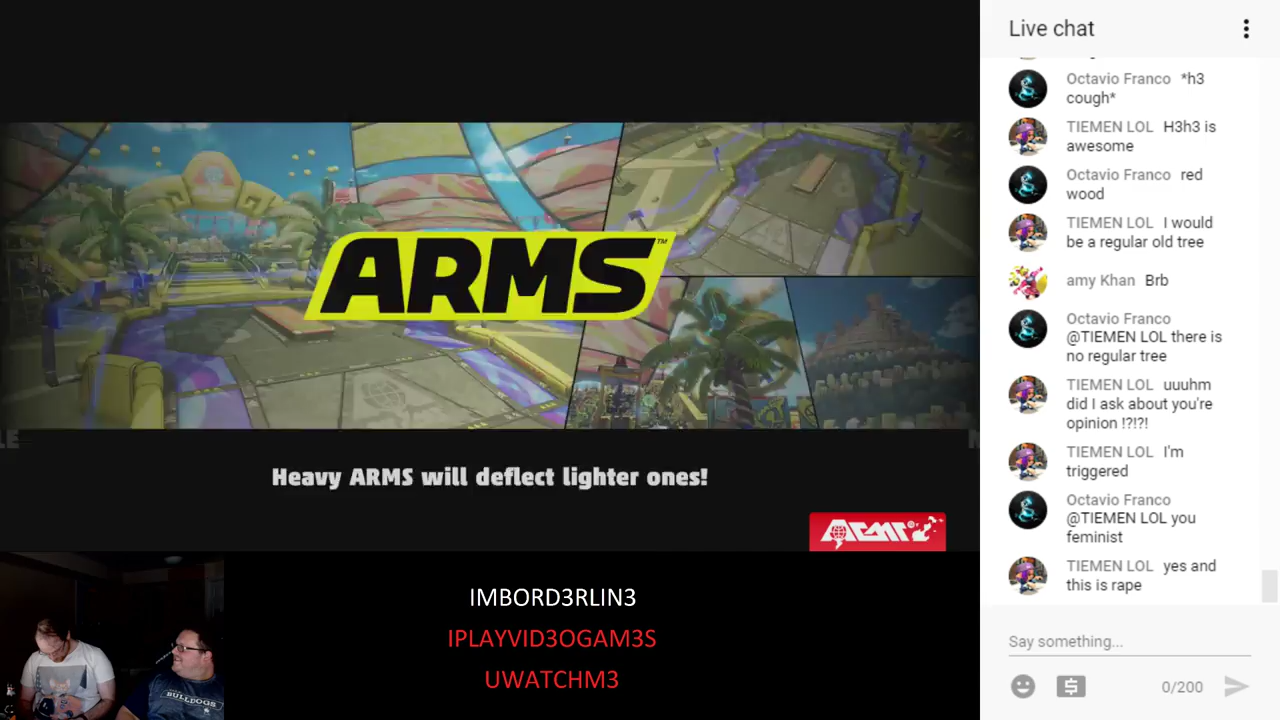 ARMS™
Heavy ARMS will deflect lighter ones!
IMBORD3RLIN3
IPLAYVID3OGAM3S
UWATCHM3
BULLDOGS
Live chat
Octavio Franco *h3
cough*
TIEMEN LOL H3h3 is
awesome
Octavio Franco red
wood
TIEMEN LOL I would
be a regular old tree
amy Khan Brb
Octavio Franco
@TIEMEN LOL there is
no regular tree
TIEMEN LOL uuuhm
did I ask about you're
opinion !?!?!
TIEMEN LOL I'm
triggered
Octavio Franco
@TIEMEN LOL you
feminist
TIEMEN LOL yes and
this is rape
Say something...
0/200